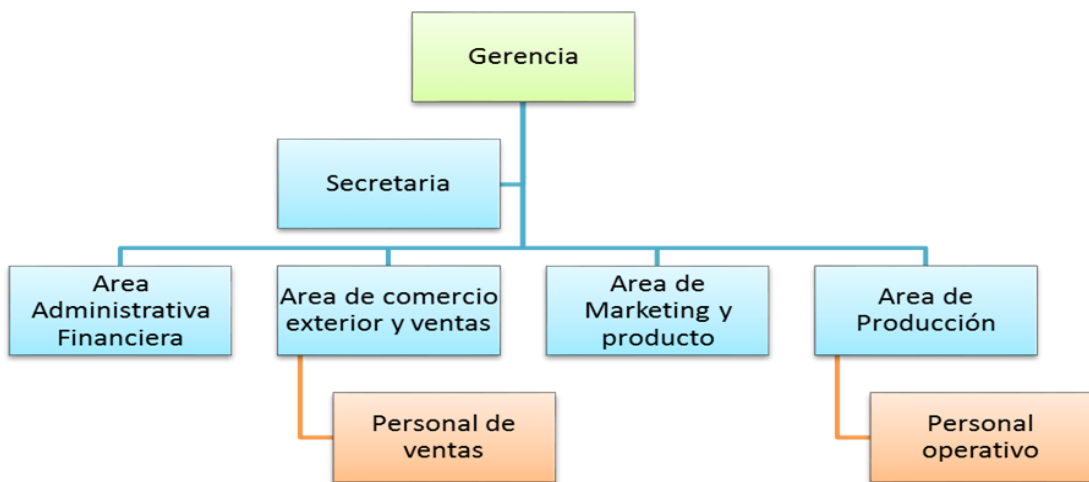 Gerencia
Secretaria
Area
Administrativa
Financiera
Area de comercio
exterior y ventas
Area de
Marketing y
producto
Area de
Producción
Personal de
ventas
Personal
operativo